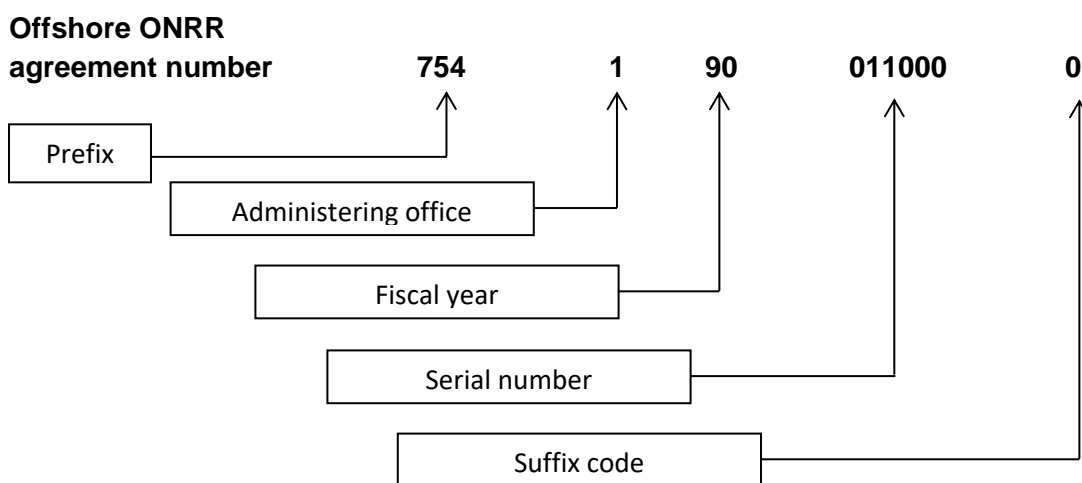 Offshore ONRR
agreement number 754 1 90 011000 0
Prefix
Administering office
Fiscal year
Serial number
Suffix code